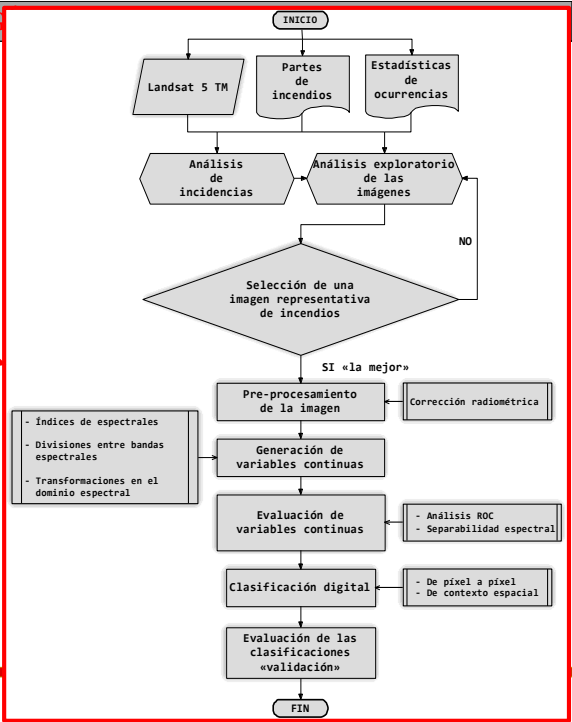 INICIO
Landsat 5 TM
Partes
de
incendios
Estadísticas
de
ocurrencias
Análisis
de
incidencias
Análisis exploratorio
de las
imágenes
NO
Selección de una
imagen representativa
de incendios
SI «la mejor»
Pre-procesamiento
de la imagen
Corrección radiométrica
- Índices de espectrales
- Divisiones entre bandas
espectrales
- Transformaciones en el
dominio espectral
Generación de
variables continuas
Evaluación de
variables continuas
- Análisis ROC
- Separabilidad espectral
Clasificación digital
- De píxel a píxel
- De contexto espacial
Evaluación de las
clasificaciones
«validación»
FIN